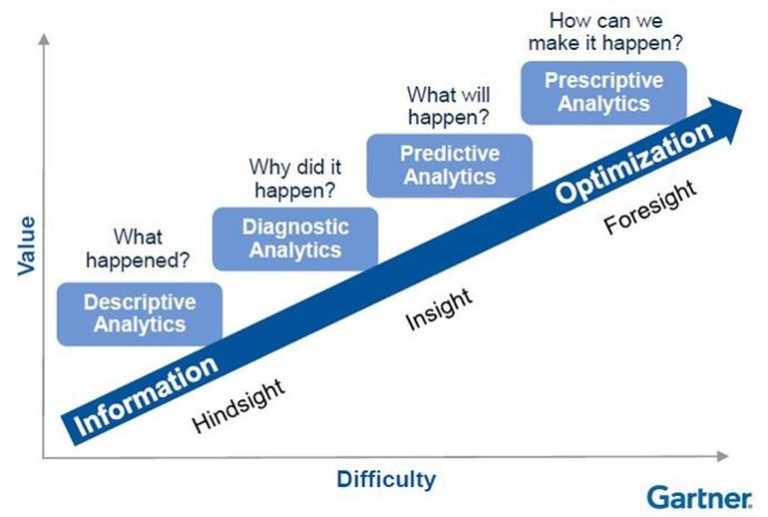 How can we
make it happen?
Prescriptive
Analytics
What will
happen?
Predictive
Analytics
Optimization
Foresight
Why did it
happen?
Diagnostic
Analytics
Insight
What
happened?
Descriptive
Analytics
Information
Hindsight
Value
Difficulty
Gartner.